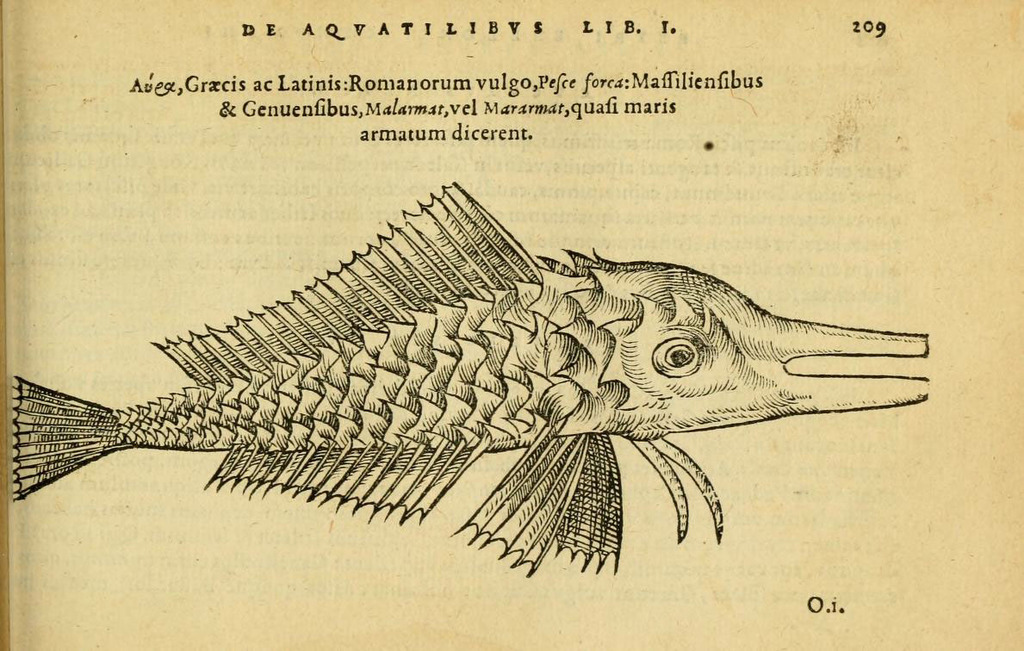 DE AQVATILIBVS LIB. I. 209
Λύρα, Græcis ac Latinis: Romanorum vulgo, Pesce forca: Maſſilienſibus
& Genuenſibus, Malarmat, vel Mararmat, quaſi maris
armatum dicerent.
O.i.